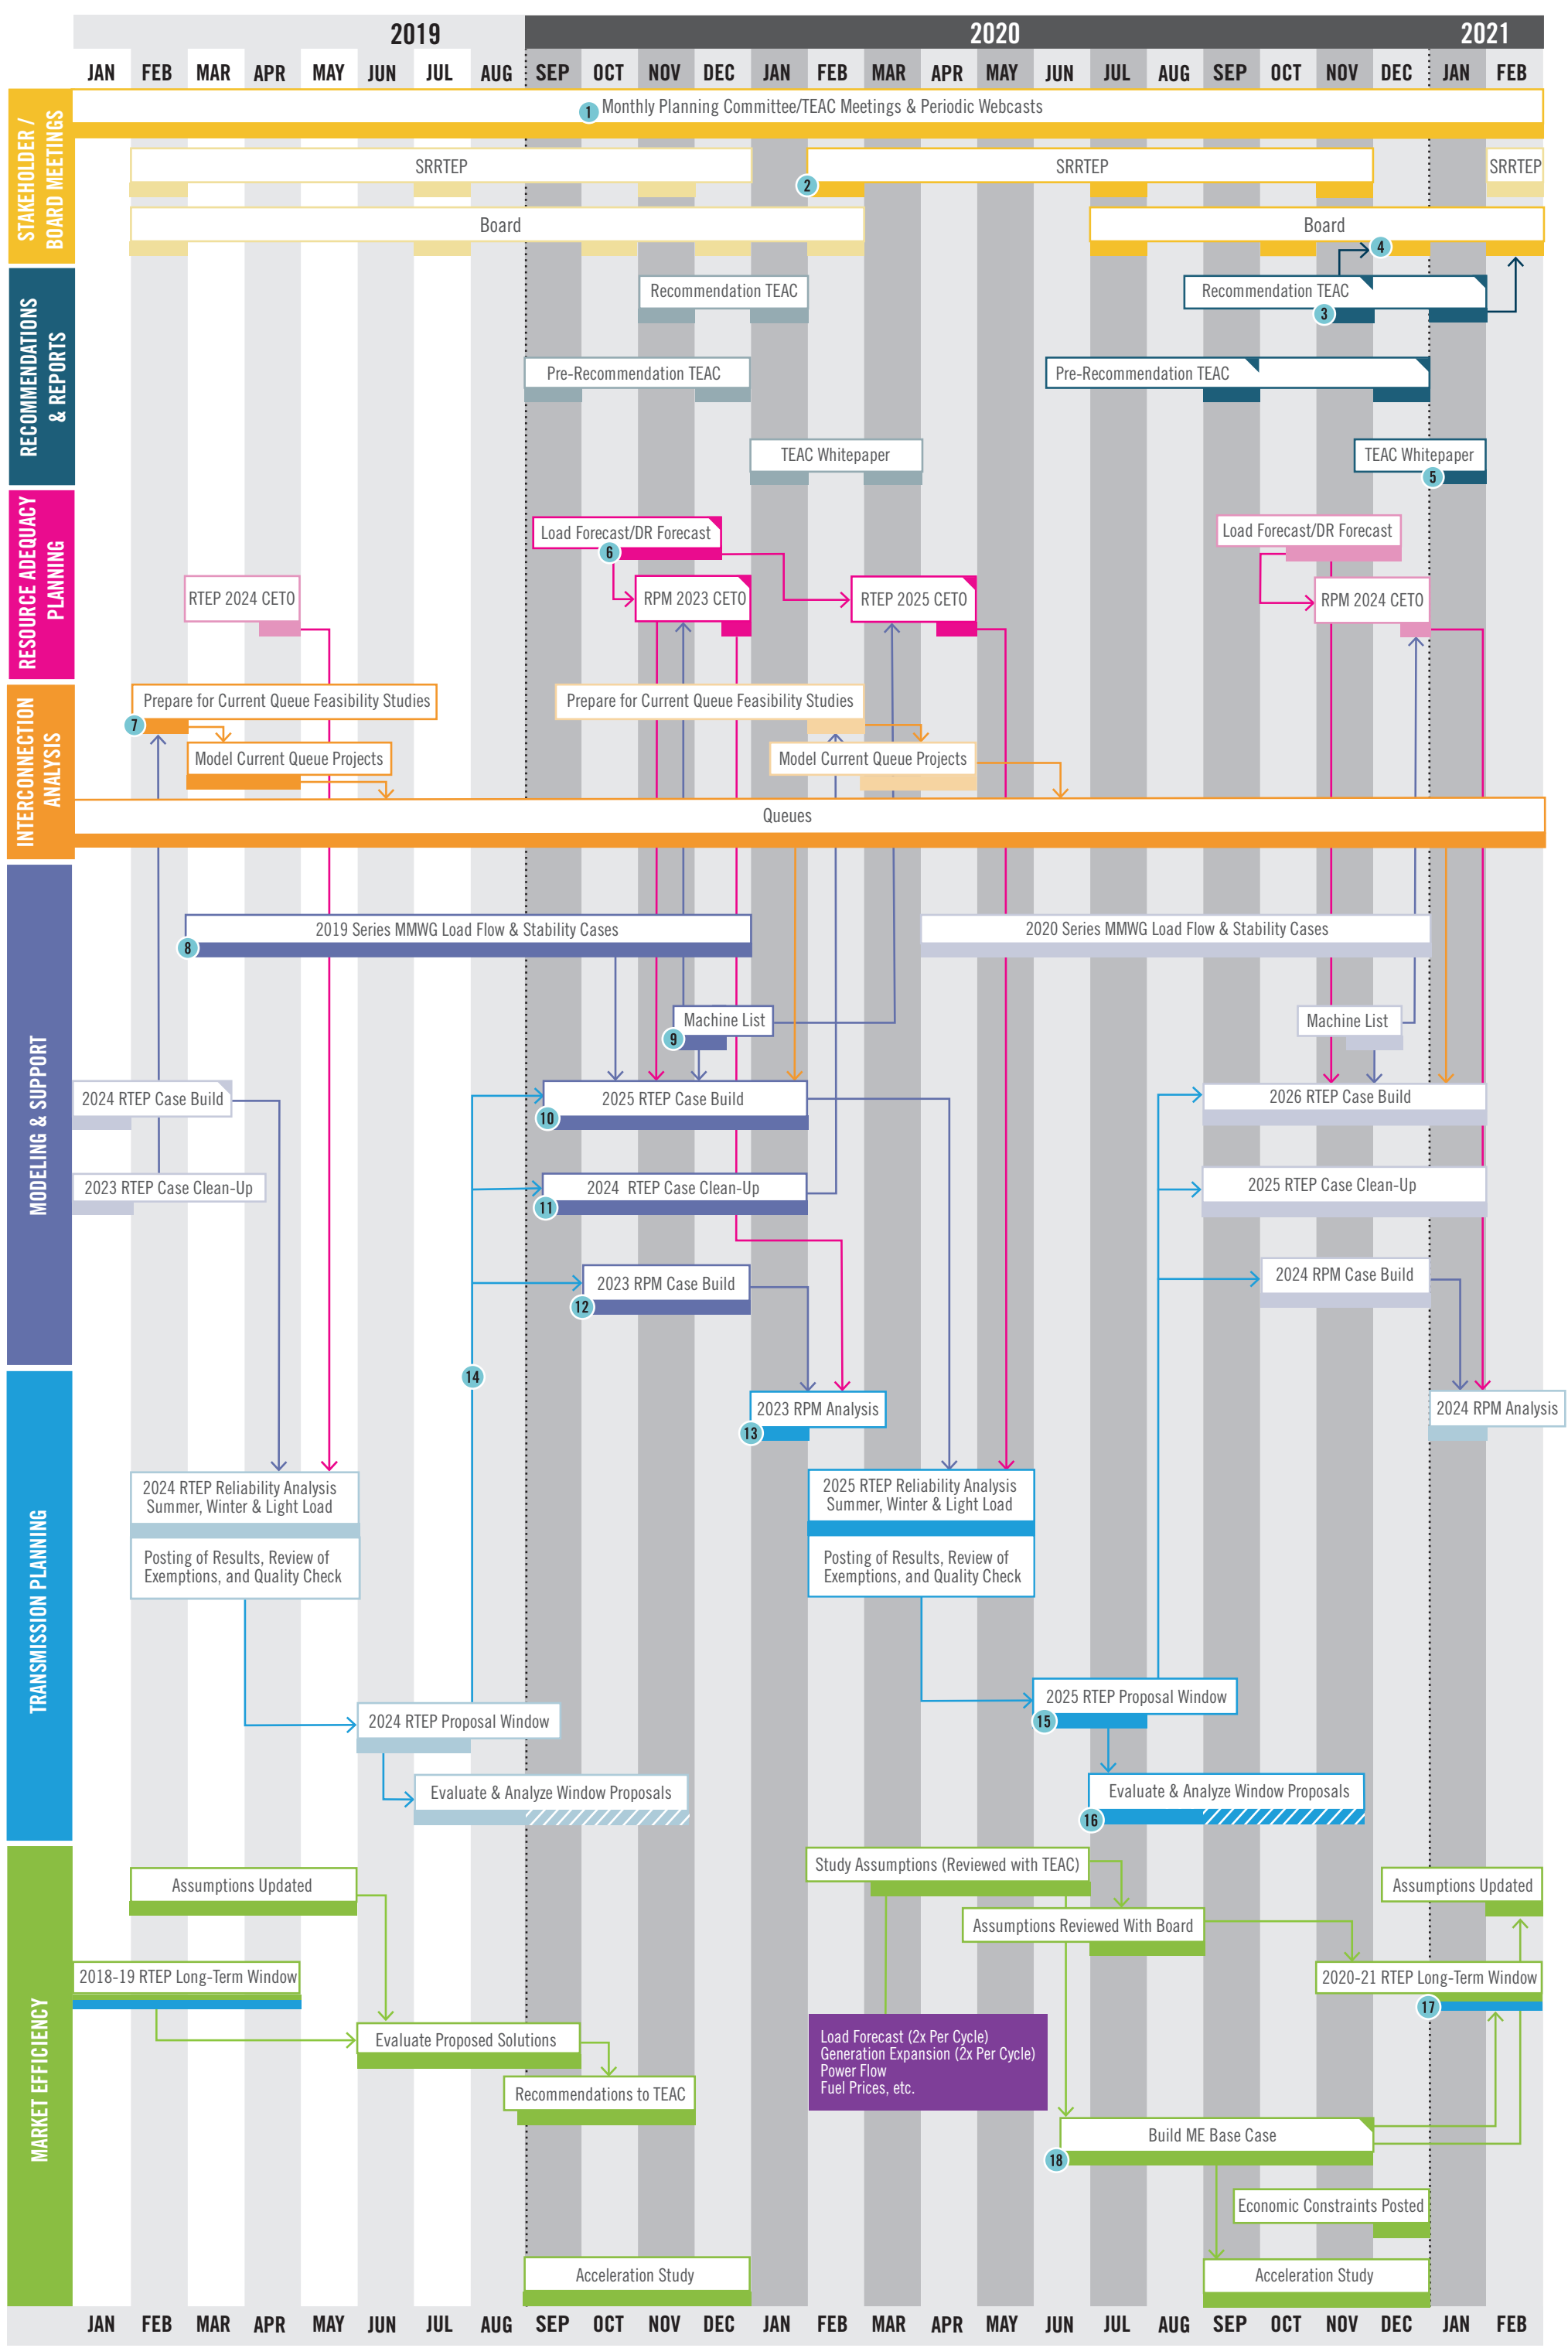 2019
2020
2021
JAN FEB MAR APR MAY JUN JUL AUG SEP OCT NOV DEC JAN FEB MAR APR MAY JUN JUL AUG SEP OCT NOV DEC JAN FEB
STAKEHOLDER /
BOARD MEETINGS
1 Monthly Planning Committee/TEAC Meetings & Periodic Webcasts
SRRTEP
2
SRRTEP
SRRTEP
Board
Board
4
RECOMMENDATIONS
& REPORTS
Recommendation TEAC
Recommendation TEAC
3
Pre-Recommendation TEAC
Pre-Recommendation TEAC
TEAC Whitepaper
TEAC Whitepaper
5
RESOURCE ADEQUACY
PLANNING
Load Forecast/DR Forecast
6
Load Forecast/DR Forecast
RTEP 2024 CETO
RPM 2023 CETO
RTEP 2025 CETO
RPM 2024 CETO
INTERCONNECTION
ANALYSIS
Prepare for Current Queue Feasibility Studies
7
Prepare for Current Queue Feasibility Studies
Model Current Queue Projects
Model Current Queue Projects
Queues
MODELING & SUPPORT
2019 Series MMWG Load Flow & Stability Cases
8
2020 Series MMWG Load Flow & Stability Cases
Machine List
9
Machine List
2024 RTEP Case Build
2025 RTEP Case Build
10
2026 RTEP Case Build
2023 RTEP Case Clean-Up
2024 RTEP Case Clean-Up
11
2025 RTEP Case Clean-Up
2023 RPM Case Build
12
2024 RPM Case Build
TRANSMISSION PLANNING
14
2023 RPM Analysis
13
2024 RPM Analysis
2024 RTEP Reliability Analysis
Summer, Winter & Light Load
Posting of Results, Review of
Exemptions, and Quality Check
2025 RTEP Reliability Analysis
Summer, Winter & Light Load
Posting of Results, Review of
Exemptions, and Quality Check
2024 RTEP Proposal Window
2025 RTEP Proposal Window
15
Evaluate & Analyze Window Proposals
Evaluate & Analyze Window Proposals
16
MARKET EFFICIENCY
Study Assumptions (Reviewed with TEAC)
Assumptions Updated
Assumptions Updated
Assumptions Reviewed With Board
2018-19 RTEP Long-Term Window
2020-21 RTEP Long-Term Window
17
Evaluate Proposed Solutions
Load Forecast (2x Per Cycle)
Generation Expansion (2x Per Cycle)
Power Flow
Fuel Prices, etc.
Recommendations to TEAC
Build ME Base Case
18
Economic Constraints Posted
Acceleration Study
Acceleration Study
JAN FEB MAR APR MAY JUN JUL AUG SEP OCT NOV DEC JAN FEB MAR APR MAY JUN JUL AUG SEP OCT NOV DEC JAN FEB